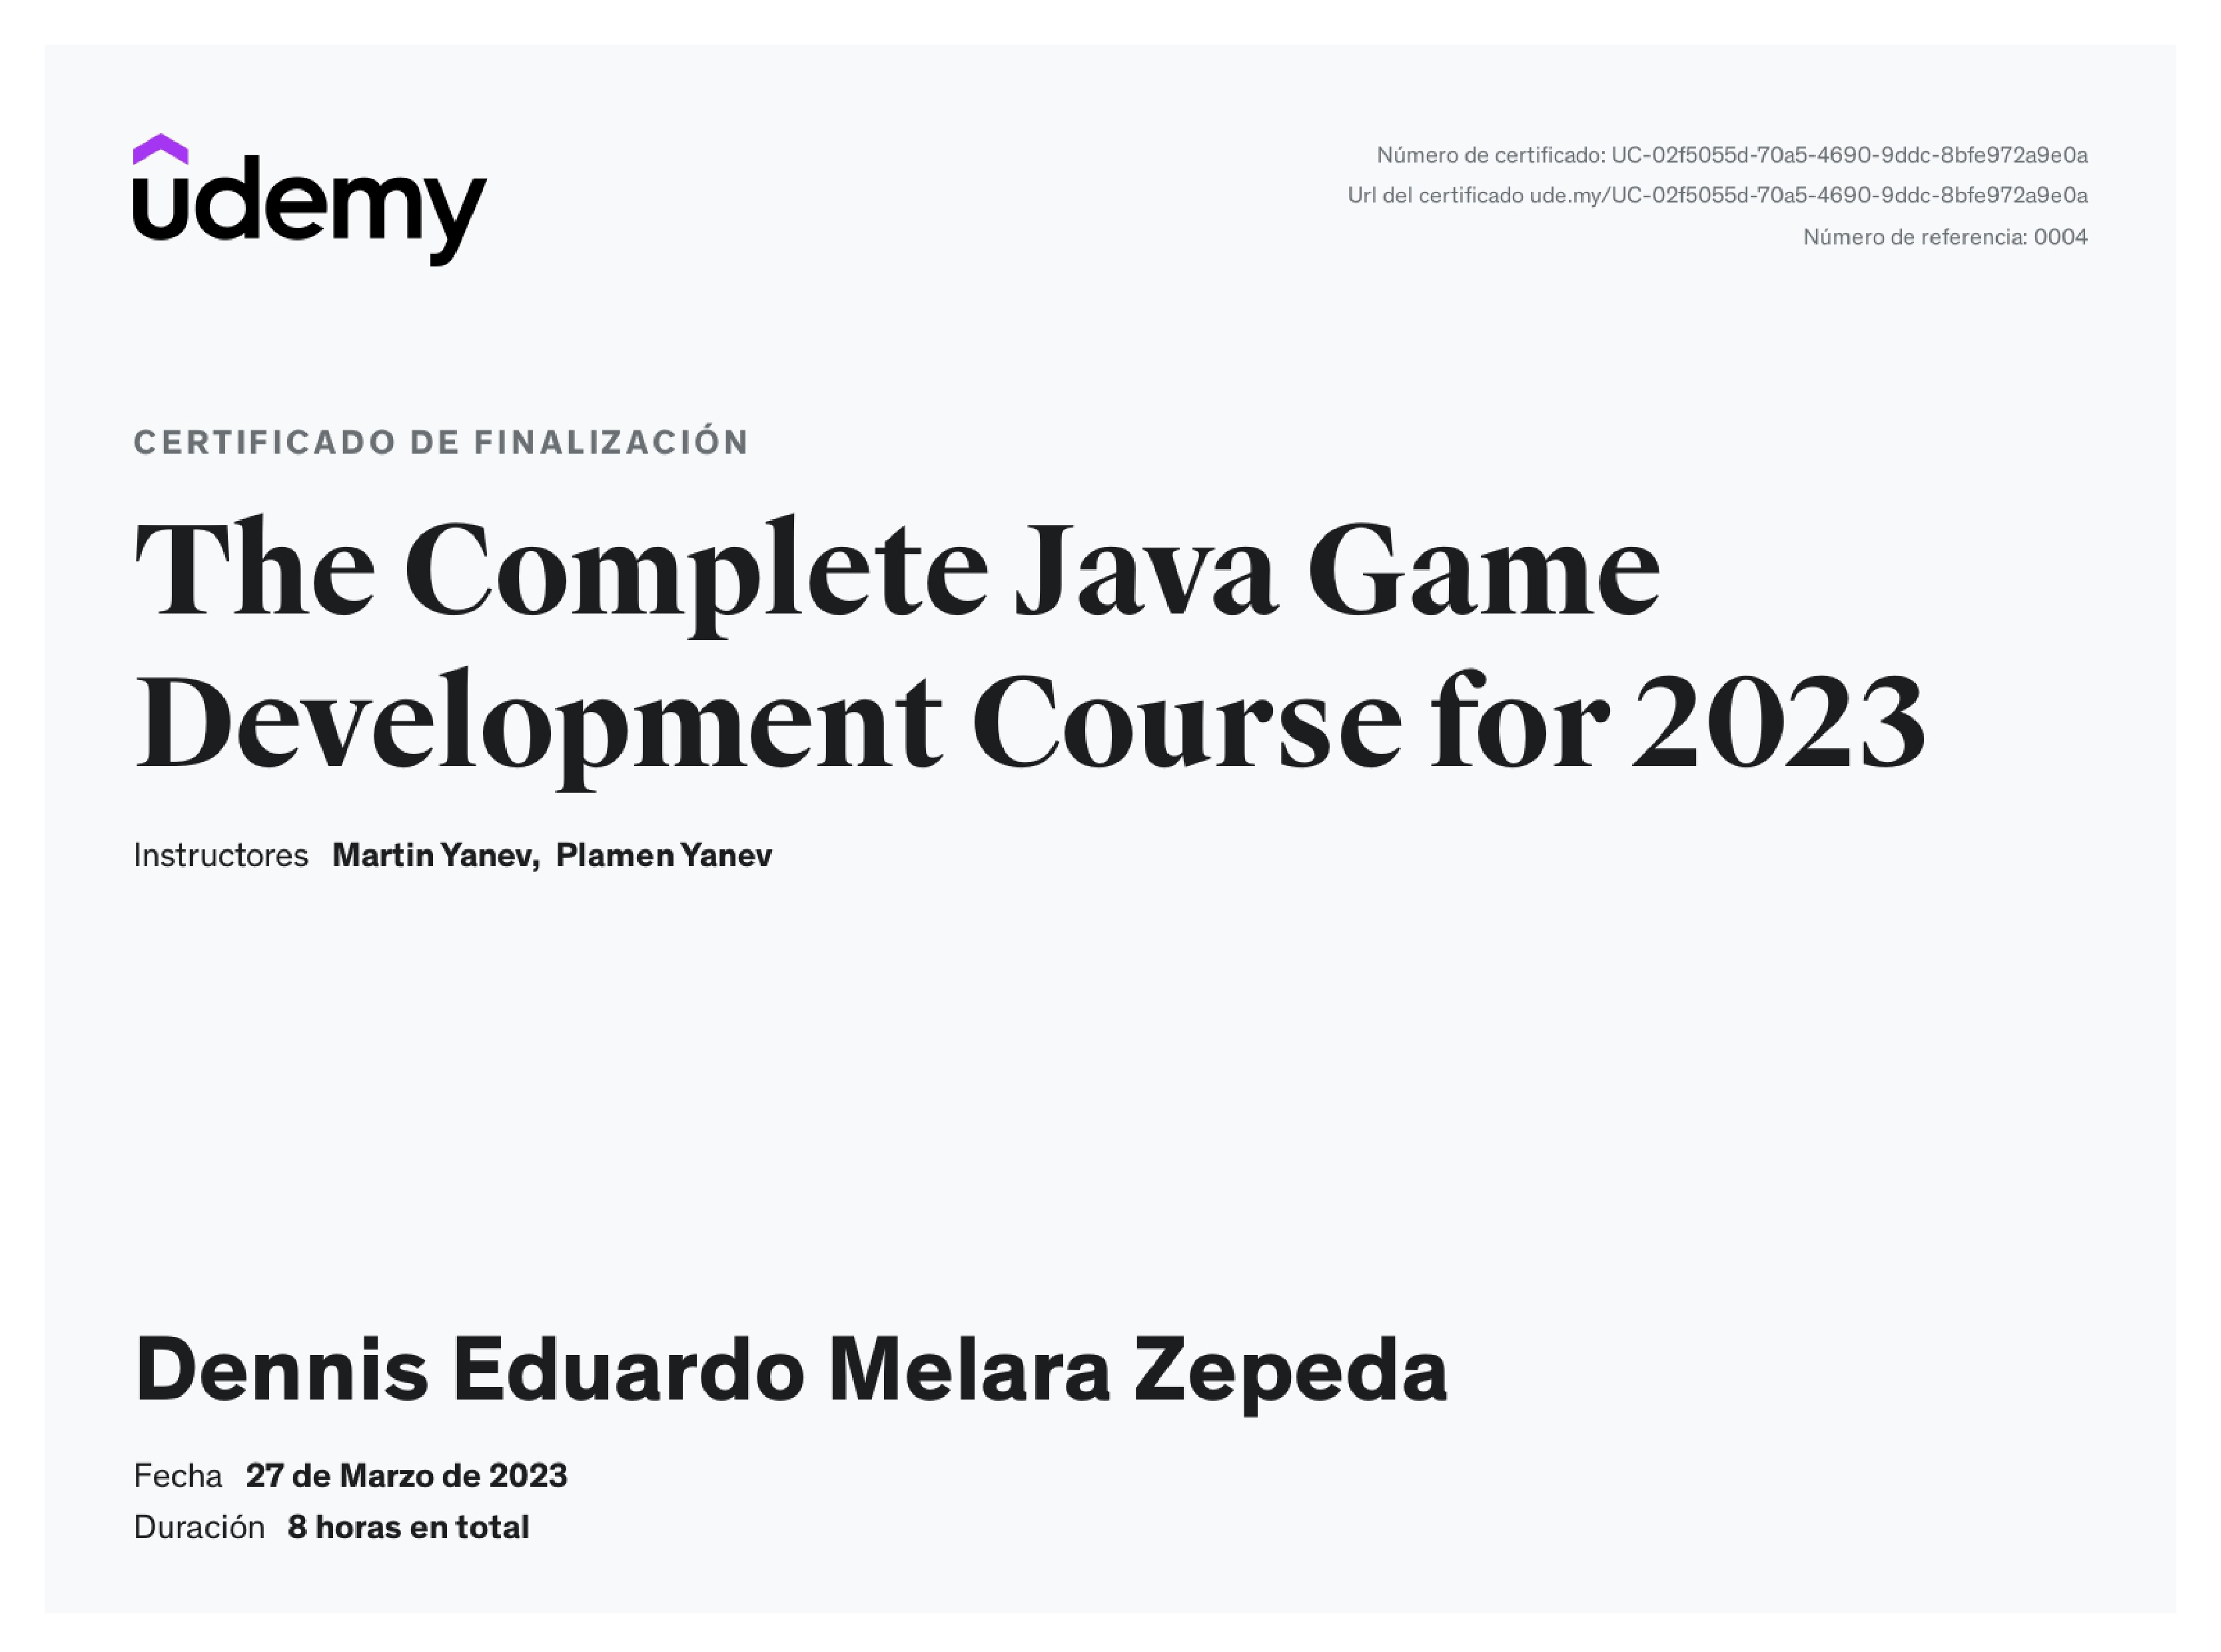 udemy
Número de certificado: UC-02f5055d-70a5-4690-9ddc-8bfe972a9e0a
Url del certificado ude.my/UC-02f5055d-70a5-4690-9ddc-8bfe972a9e0a
Número de referencia: 0004
CERTIFICADO DE FINALIZACIÓN
The Complete Java Game
Development Course for 2023
Instructores Martin Yanev, Plamen Yanev
Dennis Eduardo Melara Zepeda
Fecha 27 de Marzo de 2023
Duración 8 horas en total